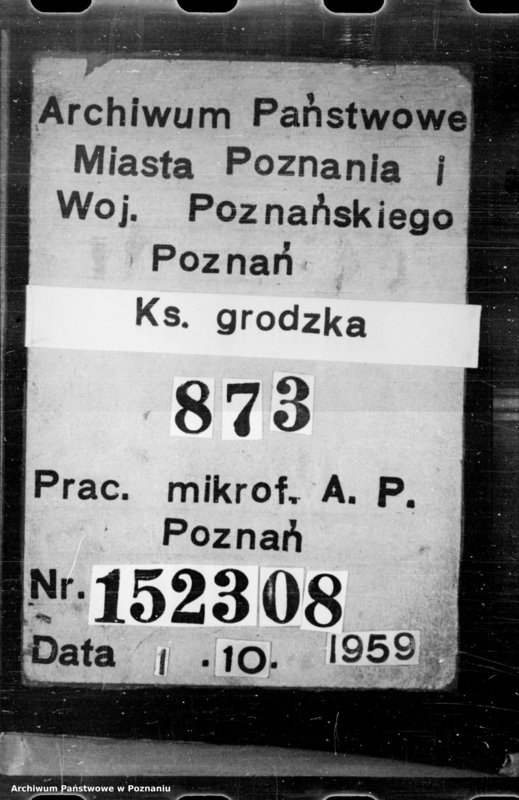 Archiwum Państwowe
Miasta Poznania i
Woj. Poznańskiego
Poznań
Ks. grodzka
873
Prac. mikrof. A. P.
Poznań
Nr. 152308
Data 1 . 10. 1959
Archiwum Państwowe w Poznaniu